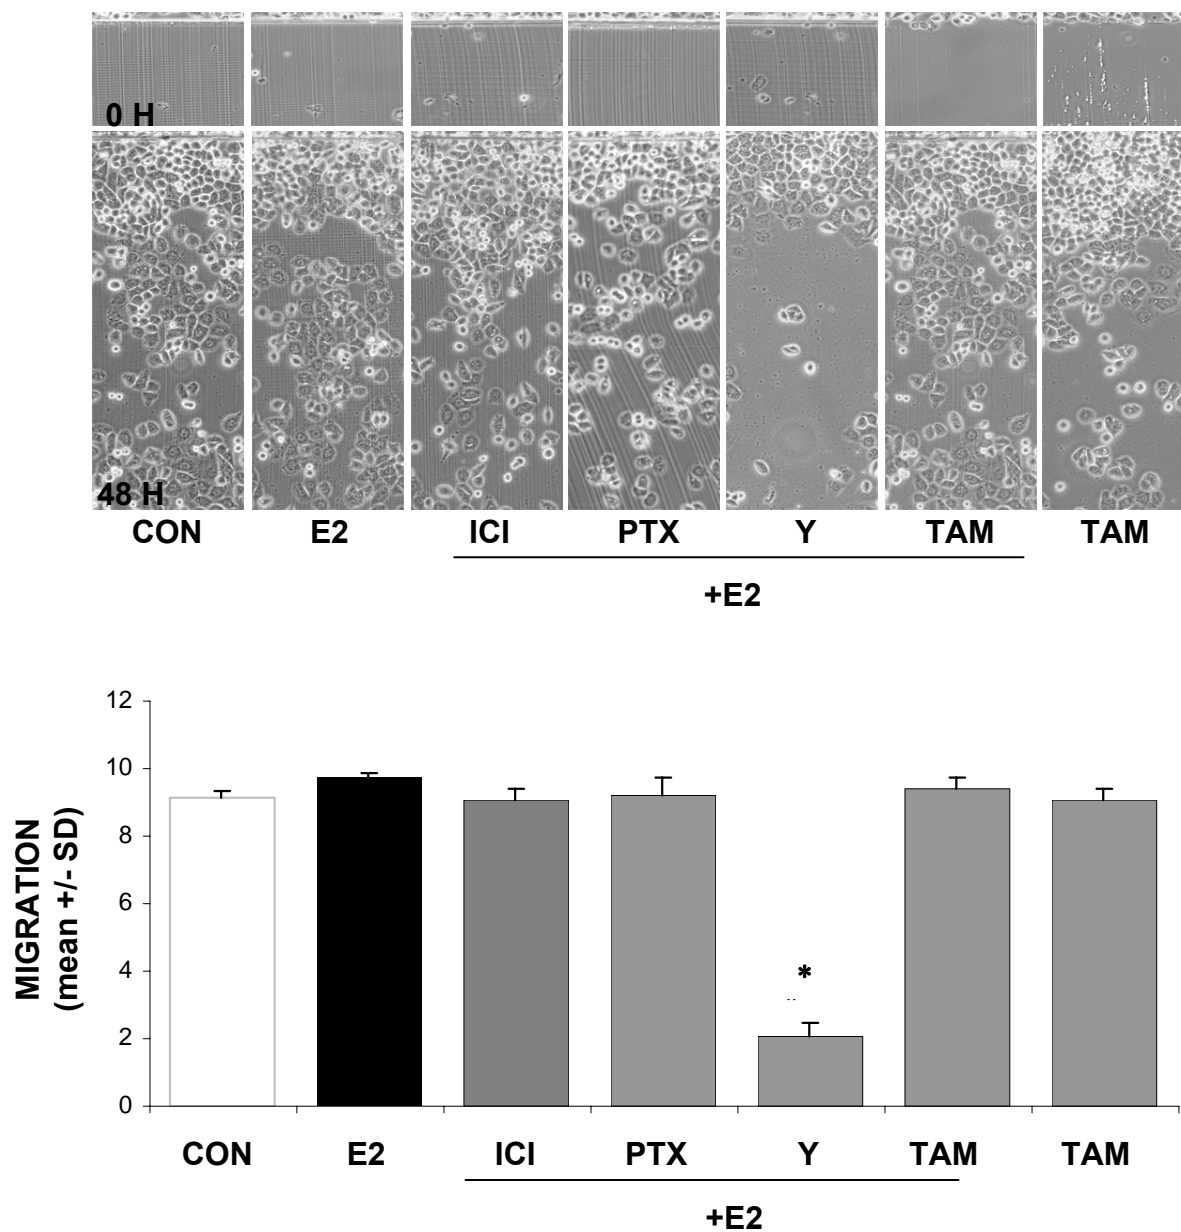 0 H
48 H
CON E2 ICI PTX Y TAM TAM
+E2
12
10
8
6
4
2
0
MIGRATION
(mean +/- SD)
*
CON E2 ICI PTX Y TAM TAM
+E2